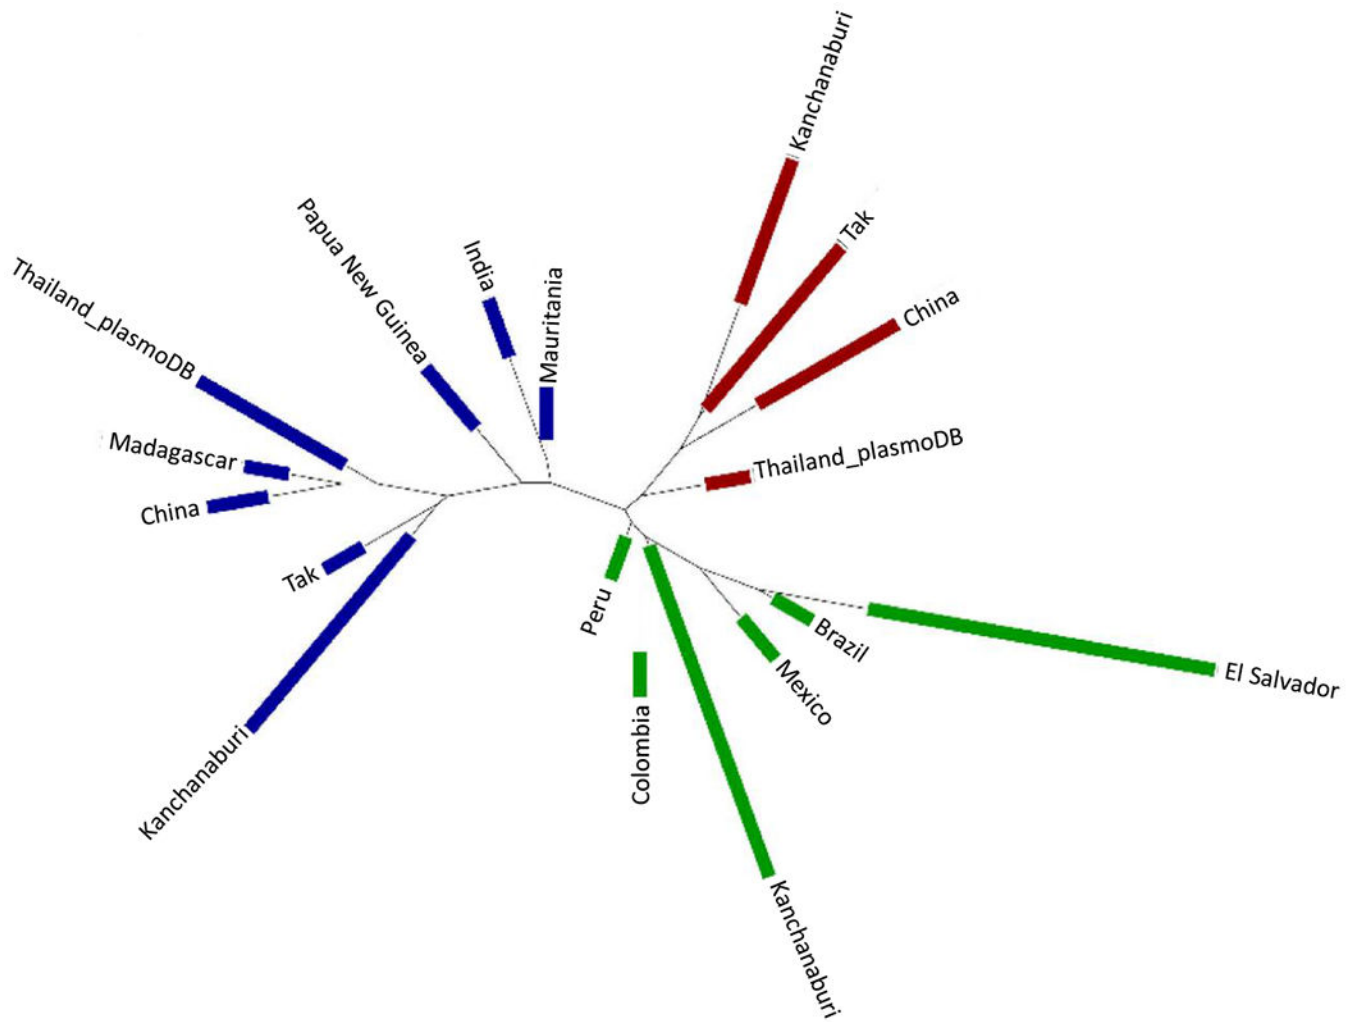 Kanchanaburi
Tak
China
Thailand_plasmoDB
Papua New Guinea
India
Mauritania
Thailand_plasmoDB
Madagascar
China
Tak
Kanchanaburi
Peru
Colombia
Kanchanaburi
Mexico
Brazil
El Salvador